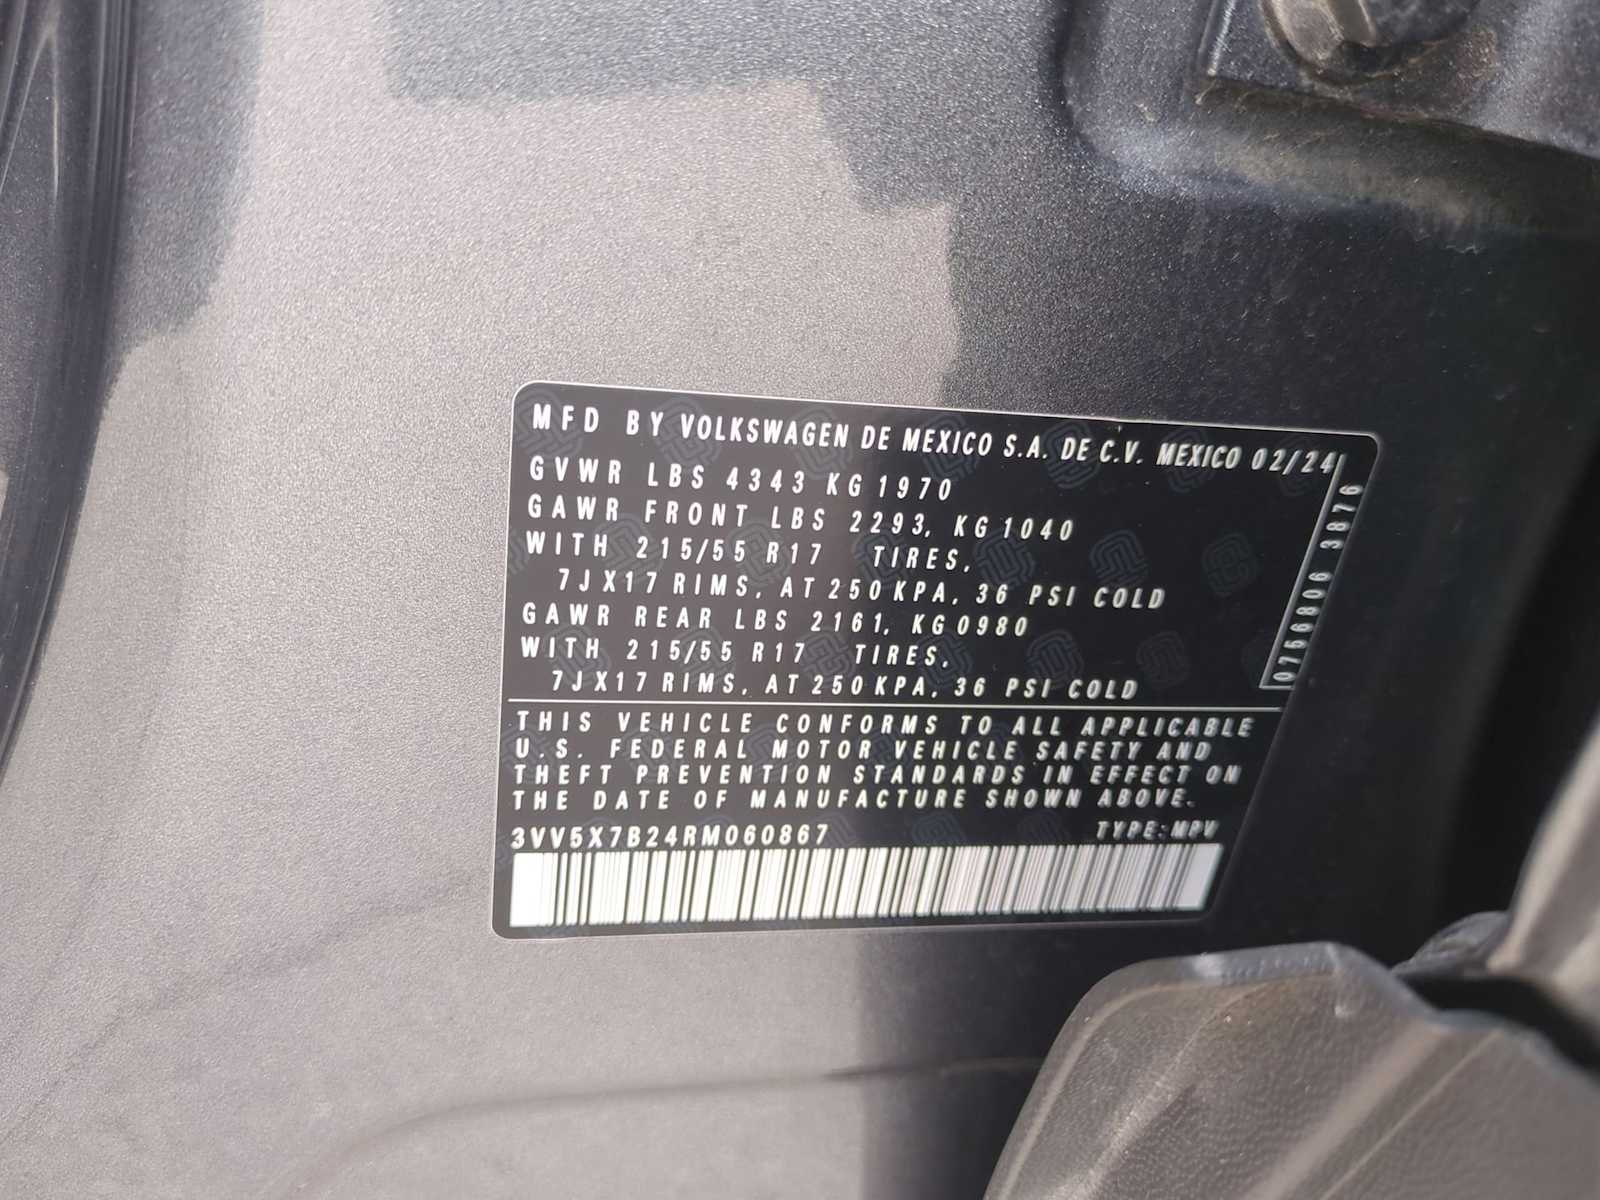 MFD BY VOLKSWAGEN DE MEXICO S.A. DE C.V. MEXICO 02/24
GVWR LBS 4343 KG 1970
GAWR FRONT LBS 2293, KG 1040
WITH 215/55 R17 TIRES,
7JX17 RIMS, AT 250 KPA, 36 PSI COLD
GAWR REAR LBS 2161, KG 0980
WITH 215/55 R17 TIRES,
7JX17 RIMS, AT 250 KPA, 36 PSI COLD
0756806 3876
THIS VEHICLE CONFORMS TO ALL APPLICABLE
U.S. FEDERAL MOTOR VEHICLE SAFETY AND
THEFT PREVENTION STANDARDS IN EFFECT ON
THE DATE OF MANUFACTURE SHOWN ABOVE.
3VV5X7B24RM060867 TYPE: MPV